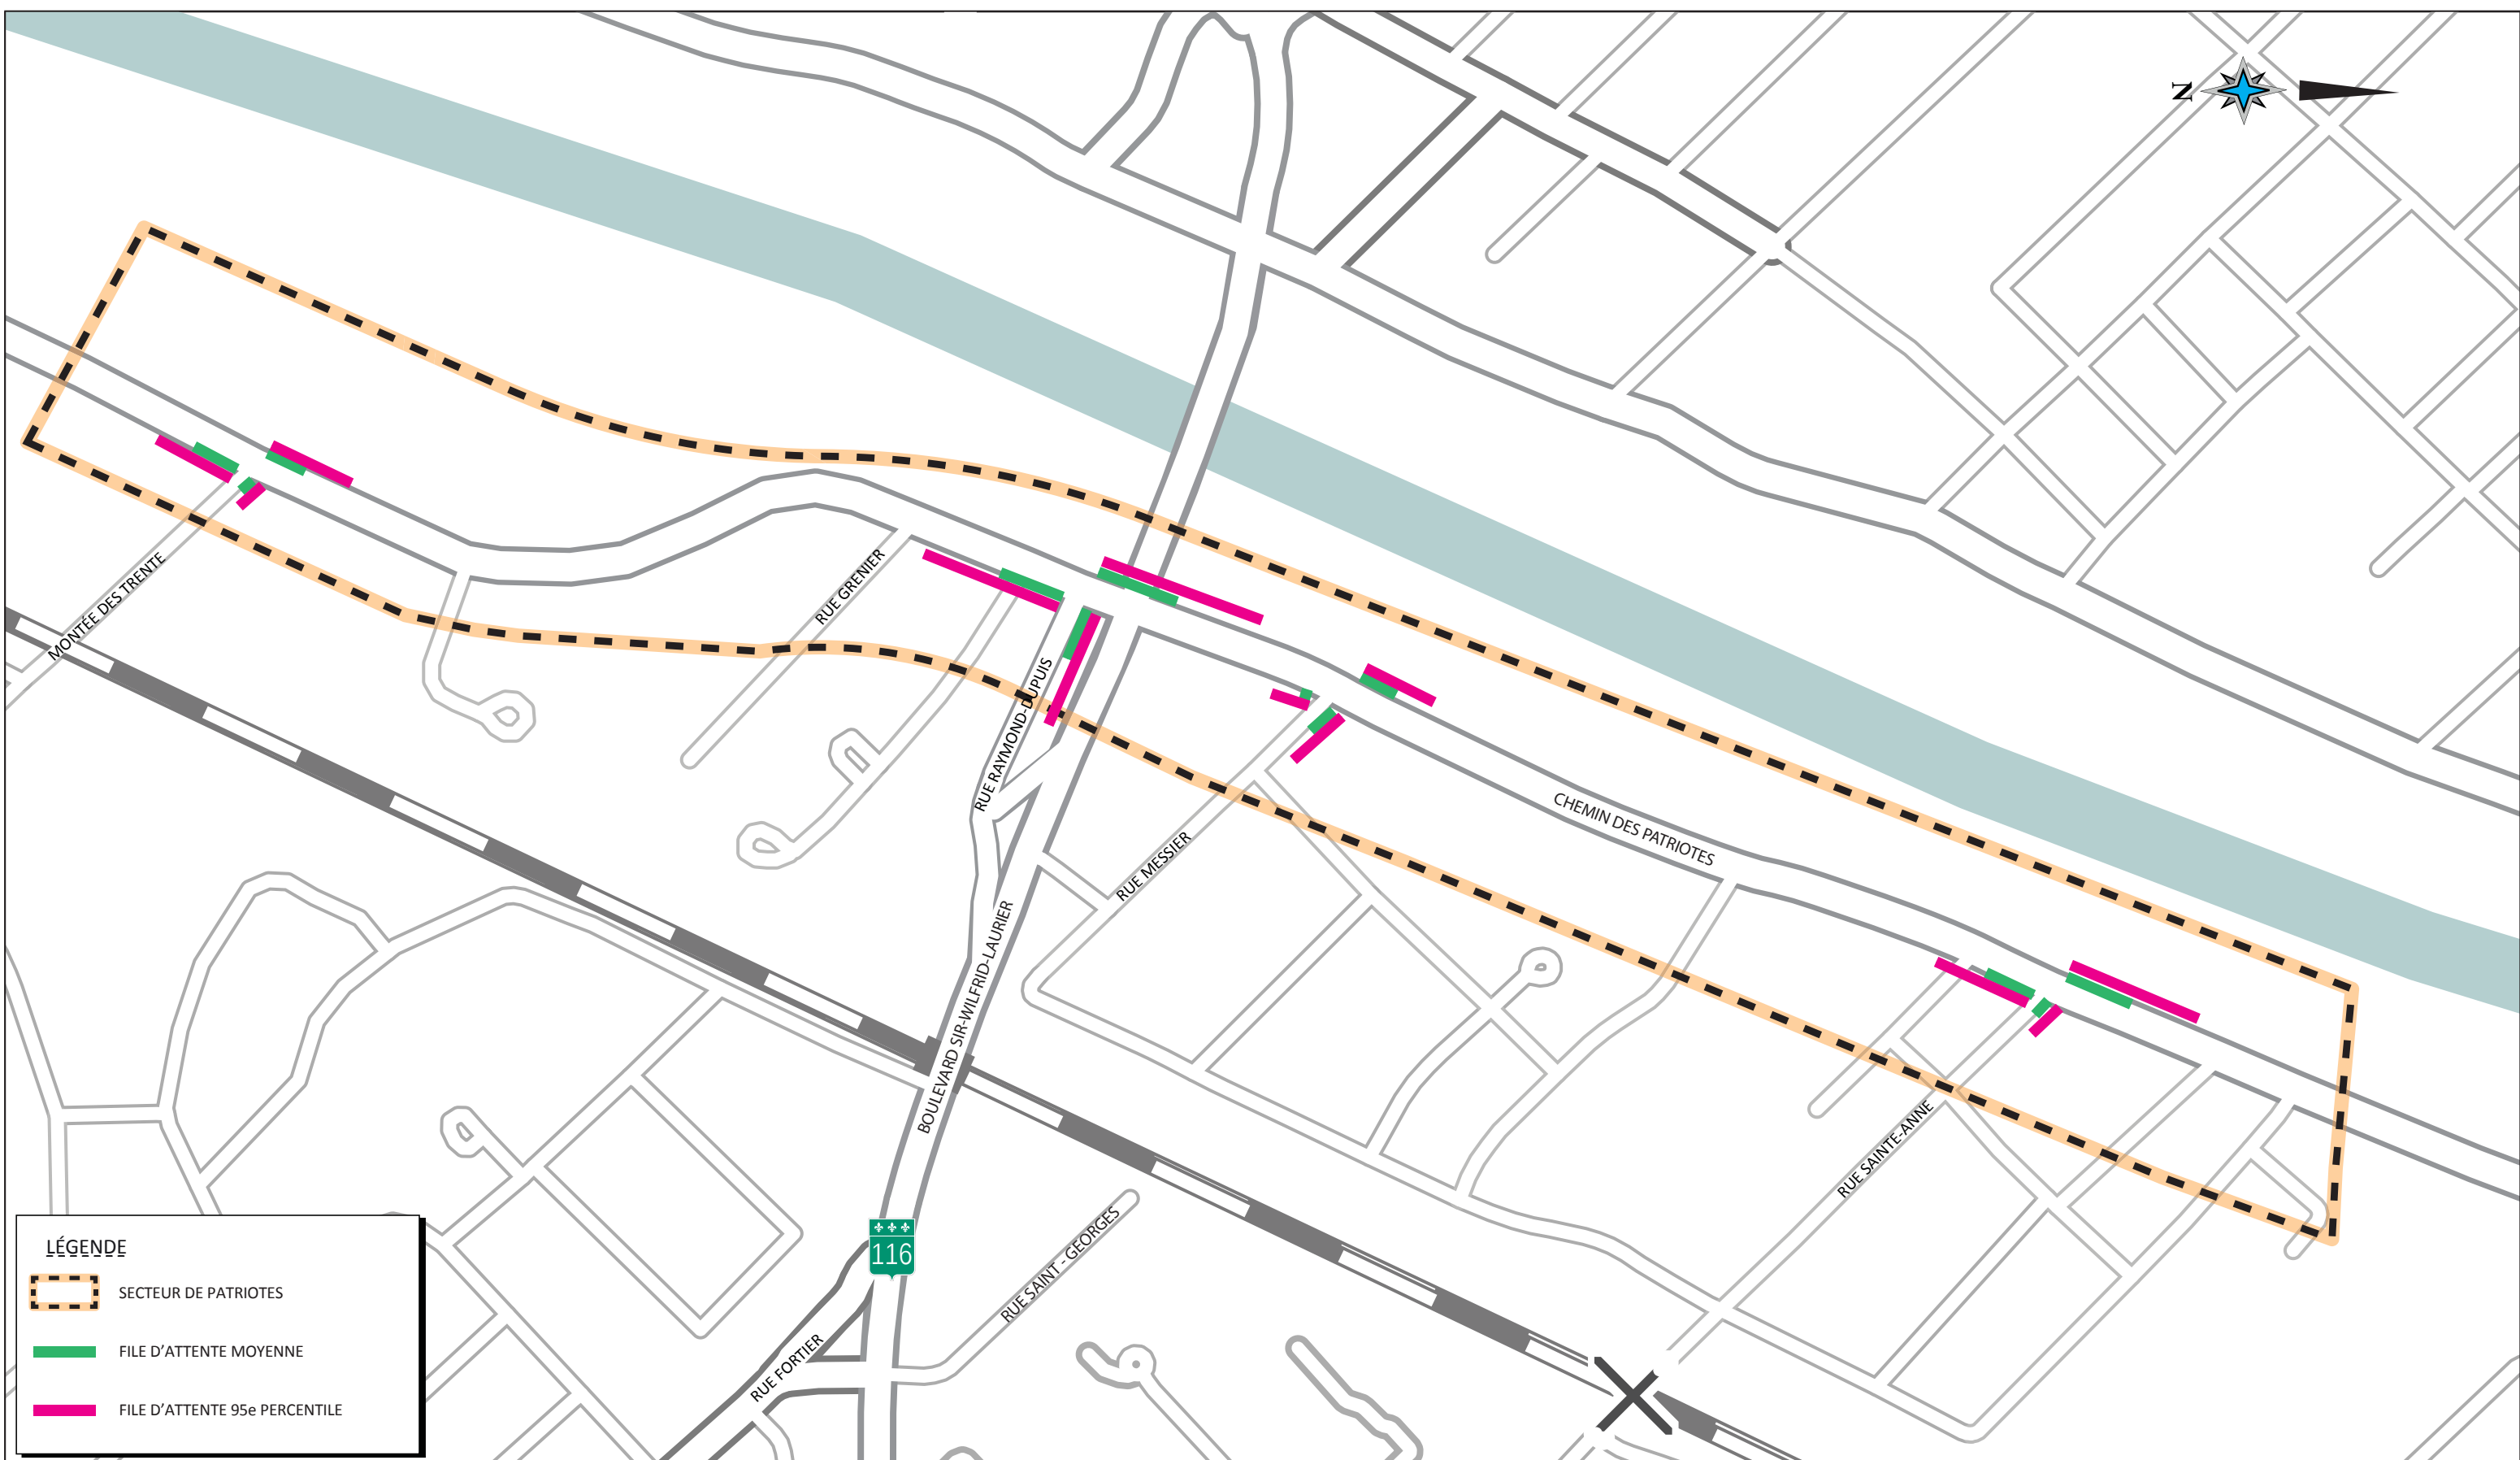 N
MONTÉE DES TRENTE
RUE GRENIER
RUE RAYMOND-DUPUIS
CHEMIN DES PATRIOTES
RUE MESSIER
BOULEVARD SIR-WILFRID-LAURIER
RUE SAINTE-ANNE
116
RUE SAINT - GEORGES
RUE FORTIER
LÉGENDE
SECTEUR DE PATRIOTES
FILE D'ATTENTE MOYENNE
FILE D'ATTENTE 95e PERCENTILE